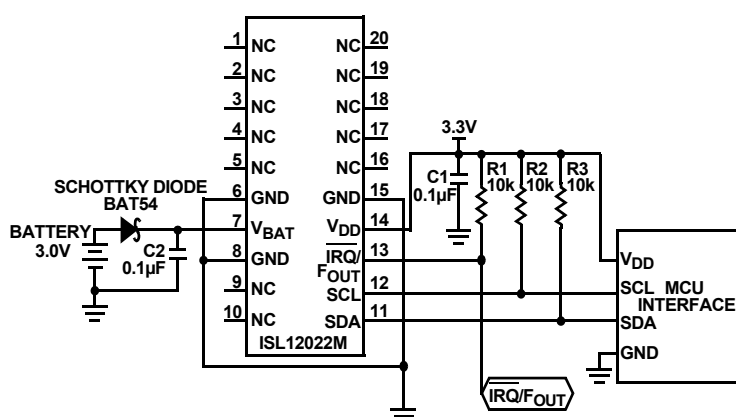 1 NC NC 20
2 NC NC 19
3 NC NC 18
4 NC NC 17
5 NC NC 16
6 GND GND 15
7 VBAT VDD 14
8 GND IRQ/FOUT 13
9 NC SCL 12
10 NC SDA 11
ISL12022M
SCHOTTKY DIODE
BAT54
BATTERY
3.0V
C2
0.1µF
3.3V
C1
0.1µF
R1
10k
R2
10k
R3
10k
VDD
SCL MCU
INTERFACE
SDA
GND
IRQ/FOUT